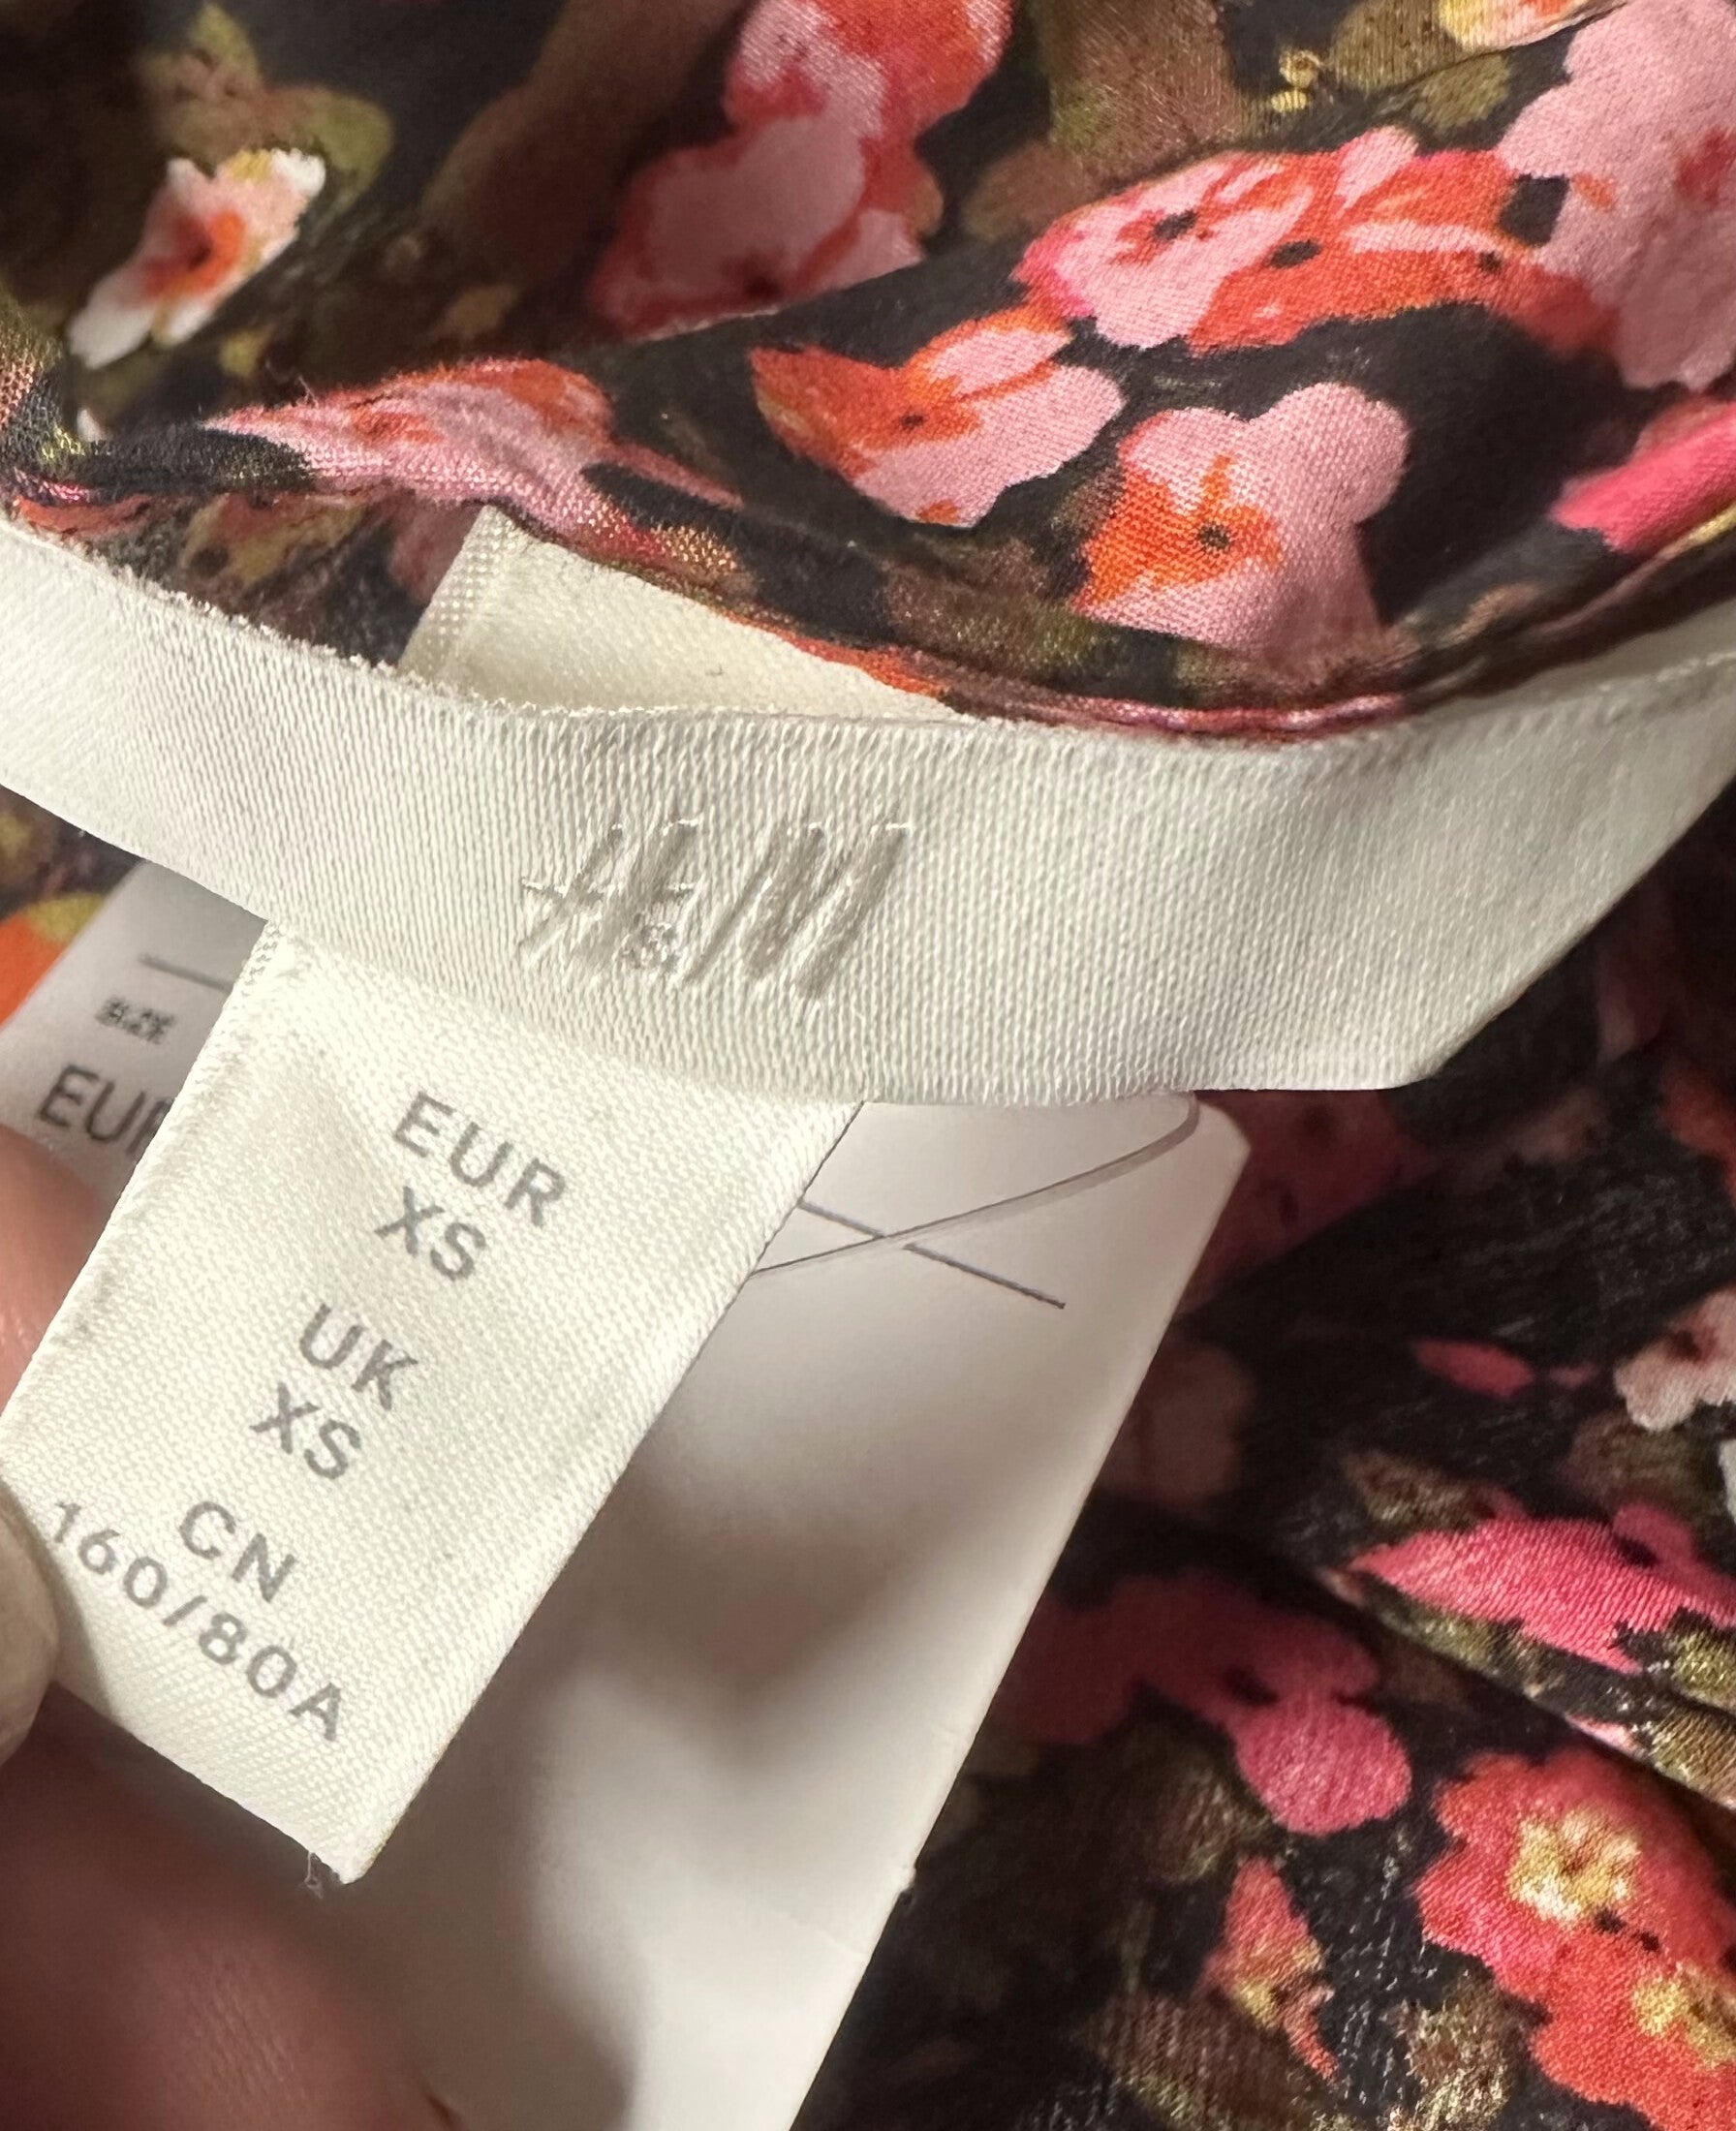 H&M
SIZE
EUR
EUR
XS
UK
XS
CN
160/80A